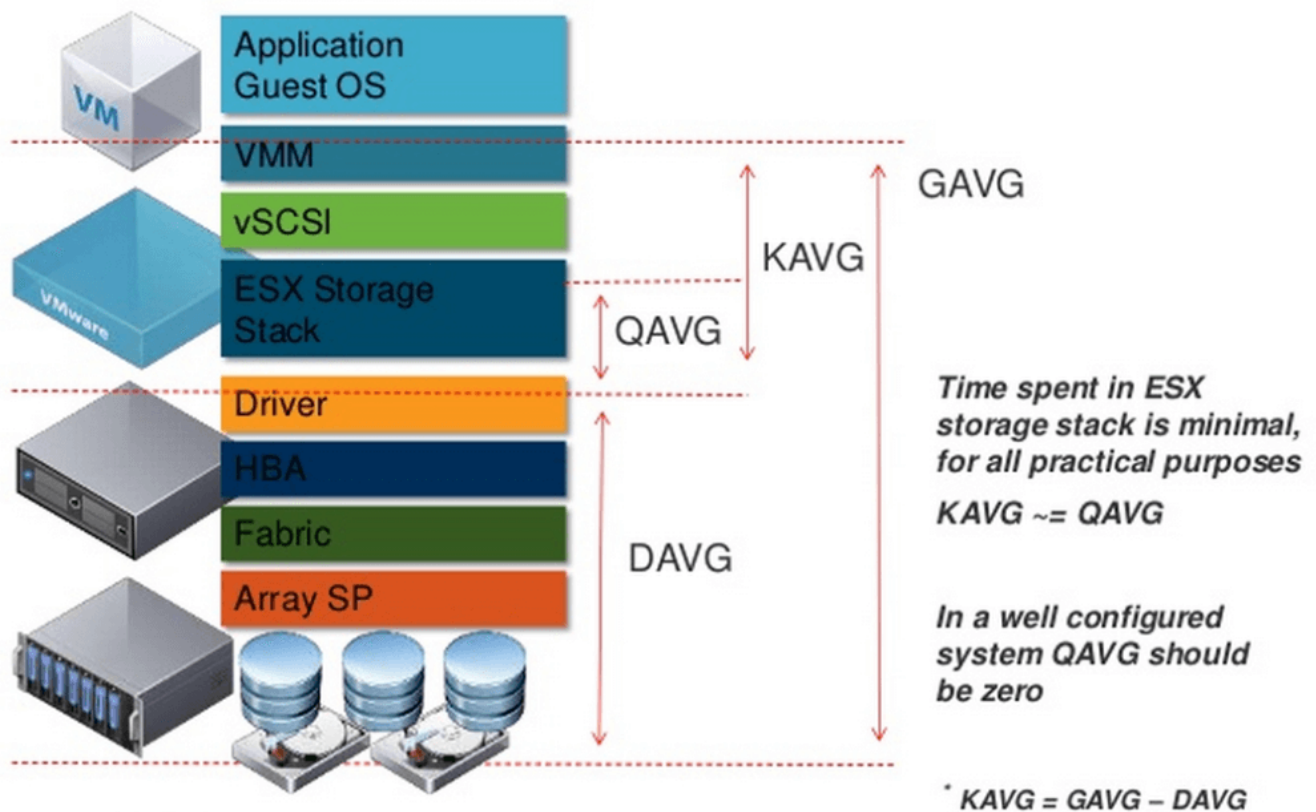 Application
Guest OS
VM
VMM
GAVG
vSCSI
KAVG
ESX Storage
Stack
VMware
QAVG
Driver
Time spent in ESX
storage stack is minimal,
for all practical purposes
KAVG ~= QAVG
HBA
Fabric
DAVG
Array SP
In a well configured
system QAVG should
be zero
* KAVG = GAVG – DAVG